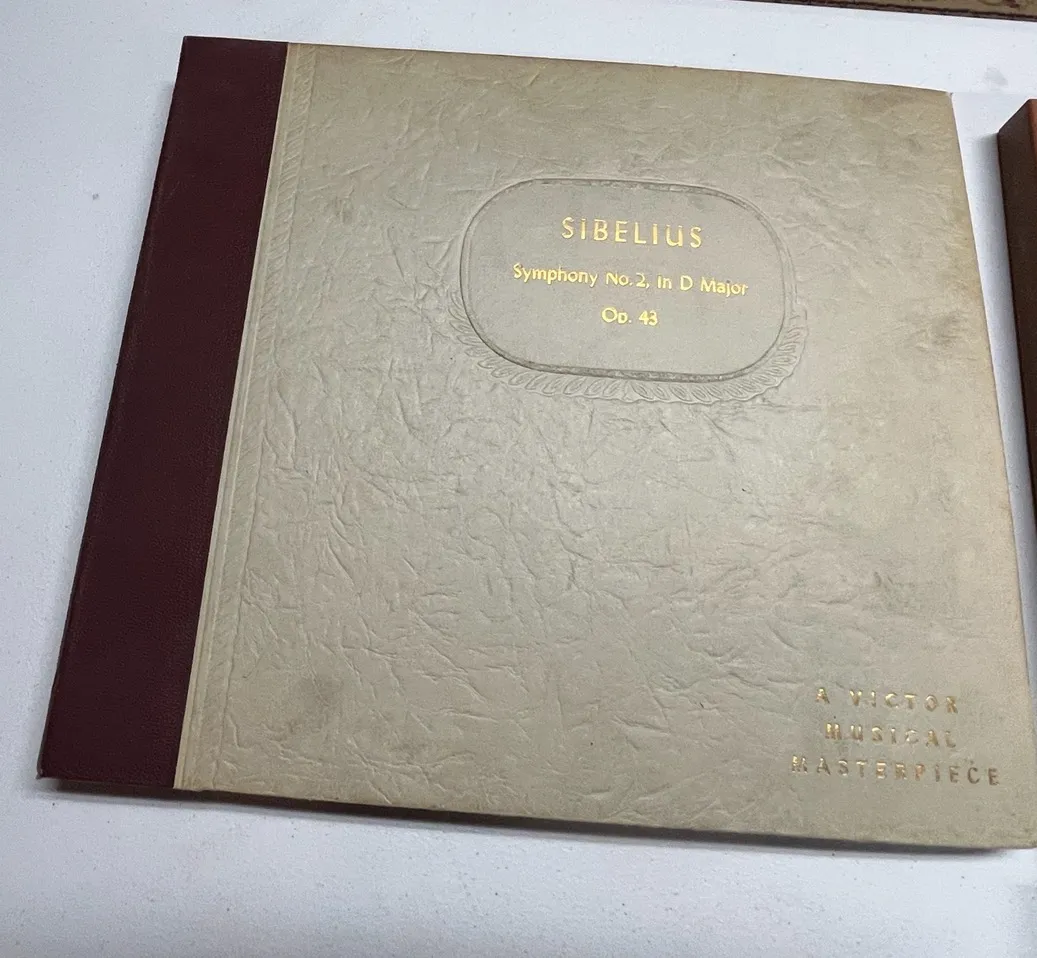 SIBELIUS
Symphony No. 2, in D Major
Op. 43
A VICTOR
MUSICAL
MASTERPIECE